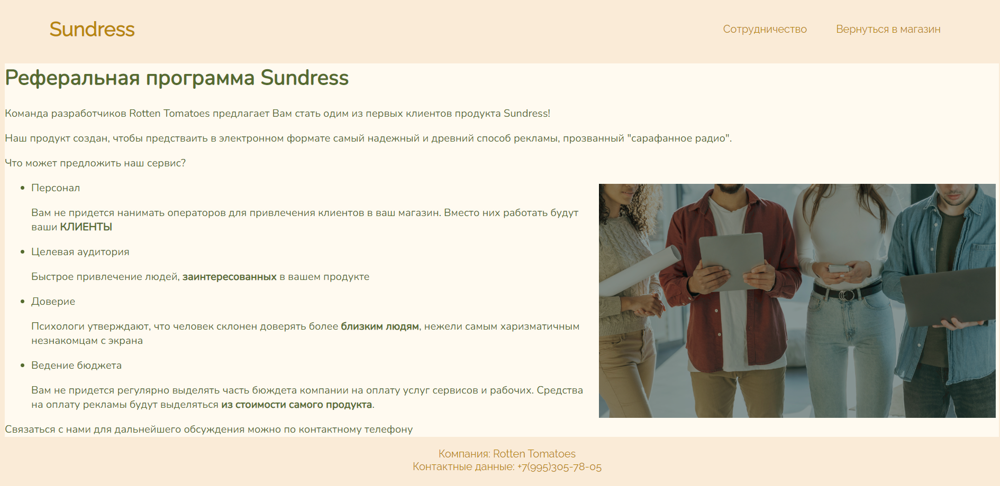 Sundress
Сотрудничество
Вернуться в магазин
Реферальная программа Sundress
Команда разработчиков Rotten Tomatoes предлагает Вам стать одним из первых клиентов продукта Sundress!
Наш продукт создан, чтобы предстваить в электронном формате самый надежный и древний способ рекламы, прозванный "сарафанное радио".
Что может предложить наш сервис?
• Персонал
Вам не придется нанимать операторов для привлечения клиентов в ваш магазин. Вместо них работать будут
ваши КЛИЕНТЫ
• Целевая аудитория
Быстрое привлечение людей, заинтересованных в вашем продукте
• Доверие
Психологи утверждают, что человек склонен доверять более близким людям, нежели самым харизматичным
незнакомцам с экрана
• Ведение бюджета
Вам не придется регулярно выделять часть бюждета компании на оплату услуг сервисов и рабочих. Средства
на оплату рекламы будут выделяться из стоимости самого продукта.
Связаться с нами для дальнейшего обсуждения можно по контактному телефону
Компания: Rotten Tomatoes
Контактные данные: +7(995)305-78-05